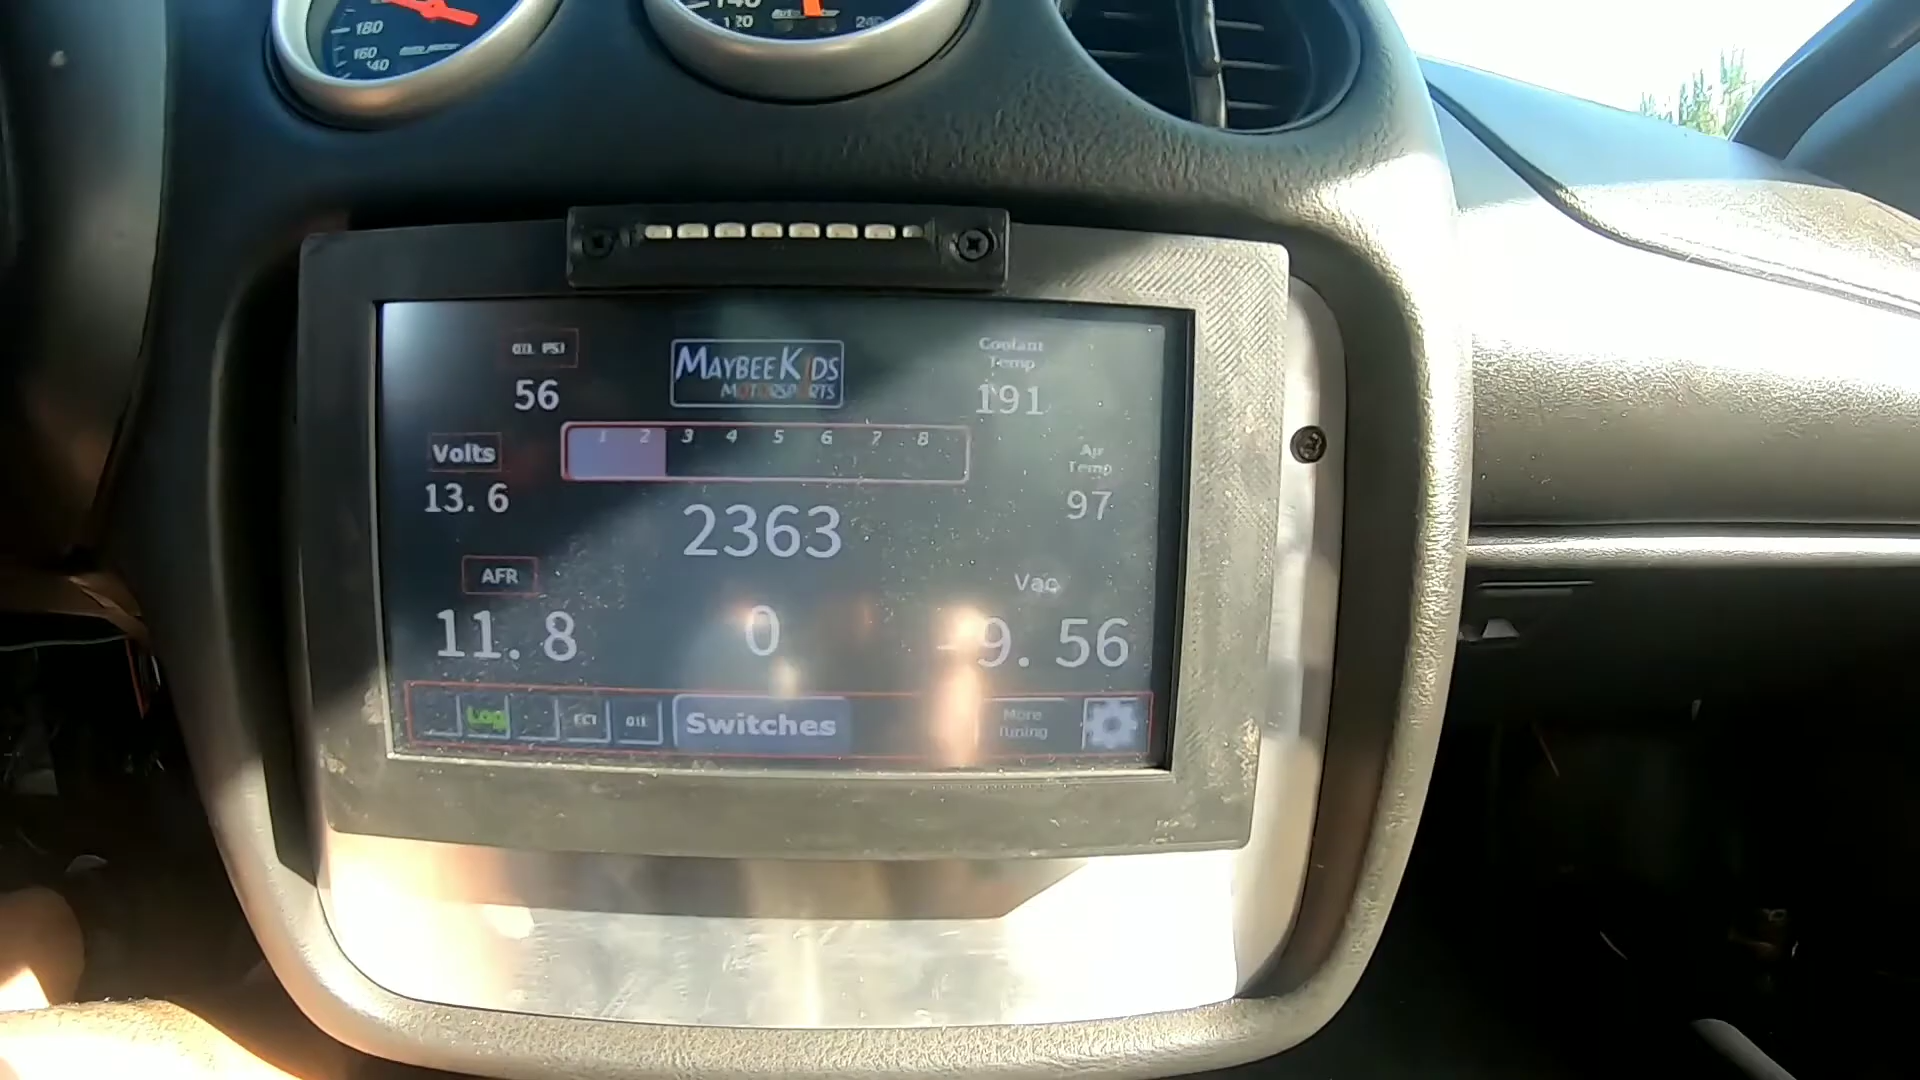 180
160
140
140
120
240
OIL PSI
56
MAYBEEKIDS
MOTORSPORTS
Coolant
Temp
191
1 2 3 4 5 6 7 8
Volts
13.6
Air
Temp
97
2363
AFR
11.8
0
Vac
-9.56
Log
ECT
OIL
Switches
More
Tuning